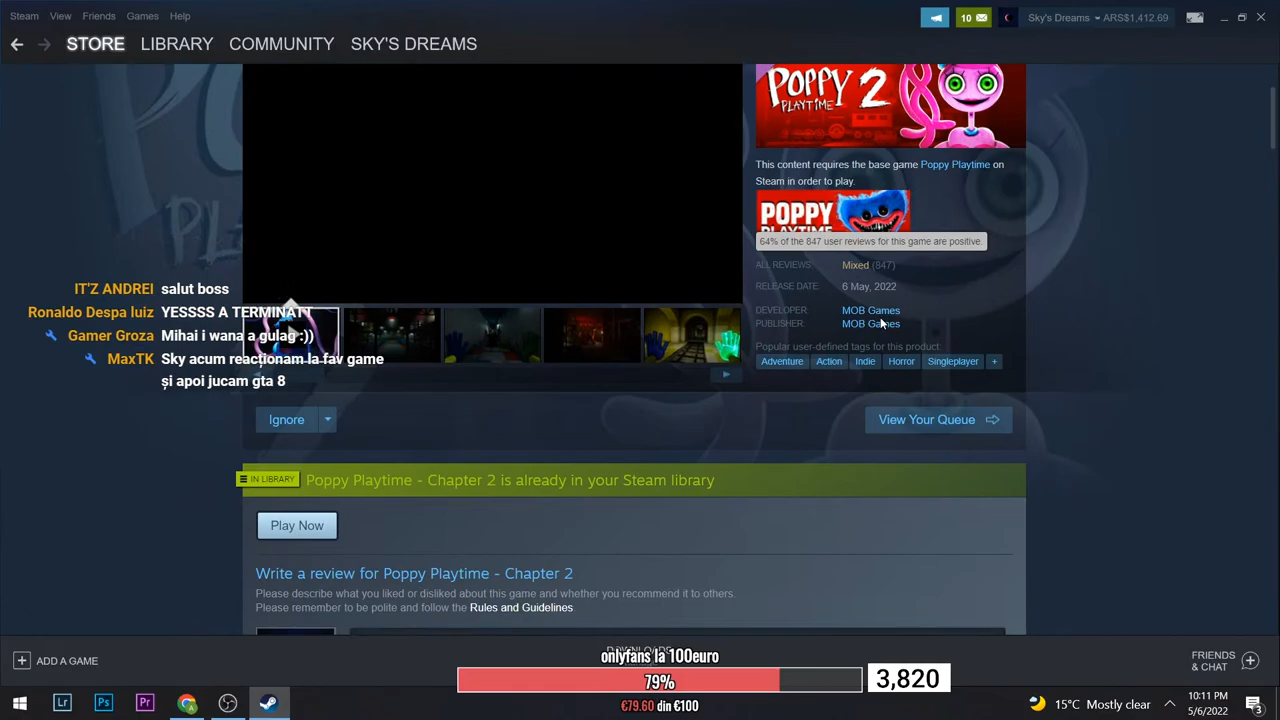 Steam View Friends Games Help
10 Sky's Dreams ARS$1,412.69
STORE LIBRARY COMMUNITY SKY'S DREAMS
POPPY
PLAYTIME 2
This content requires the base game Poppy Playtime on
Steam in order to play.
POPPY
PLAYTIME
64% of the 847 user reviews for this game are positive.
ALL REVIEWS: Mixed (847)
RELEASE DATE: 6 May, 2022
DEVELOPER: MOB Games
PUBLISHER: MOB Games
Popular user-defined tags for this product:
Adventure Action Indie Horror Singleplayer +
IT'Z ANDREI salut boss
Ronaldo Despa luiz YESSSS A TERMINATT
Gamer Groza Mihai i wana a gulag :))
MaxTK Sky acum reacționam la fav game
și apoi jucam gta 8
Ignore
View Your Queue
IN LIBRARY Poppy Playtime - Chapter 2 is already in your Steam library
Play Now
Write a review for Poppy Playtime - Chapter 2
Please describe what you liked or disliked about this game and whether you recommend it to others.
Please remember to be polite and follow the Rules and Guidelines.
ADD A GAME
FRIENDS
& CHAT
onlyfans la 100euro
79%
€79.60 din €100
3,820
Lr Ps Pr
15°C Mostly clear
10:11 PM
5/6/2022
3